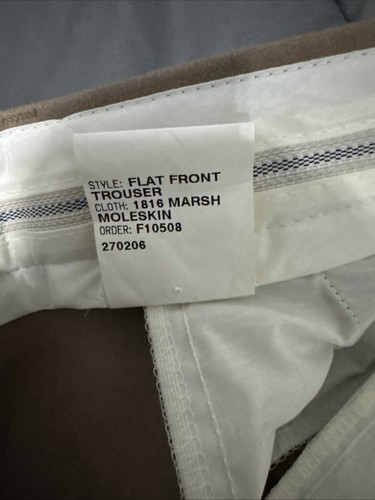 STYLE: FLAT FRONT
TROUSER
CLOTH: 1816 MARSH
MOLESKIN
ORDER: F10508
270206